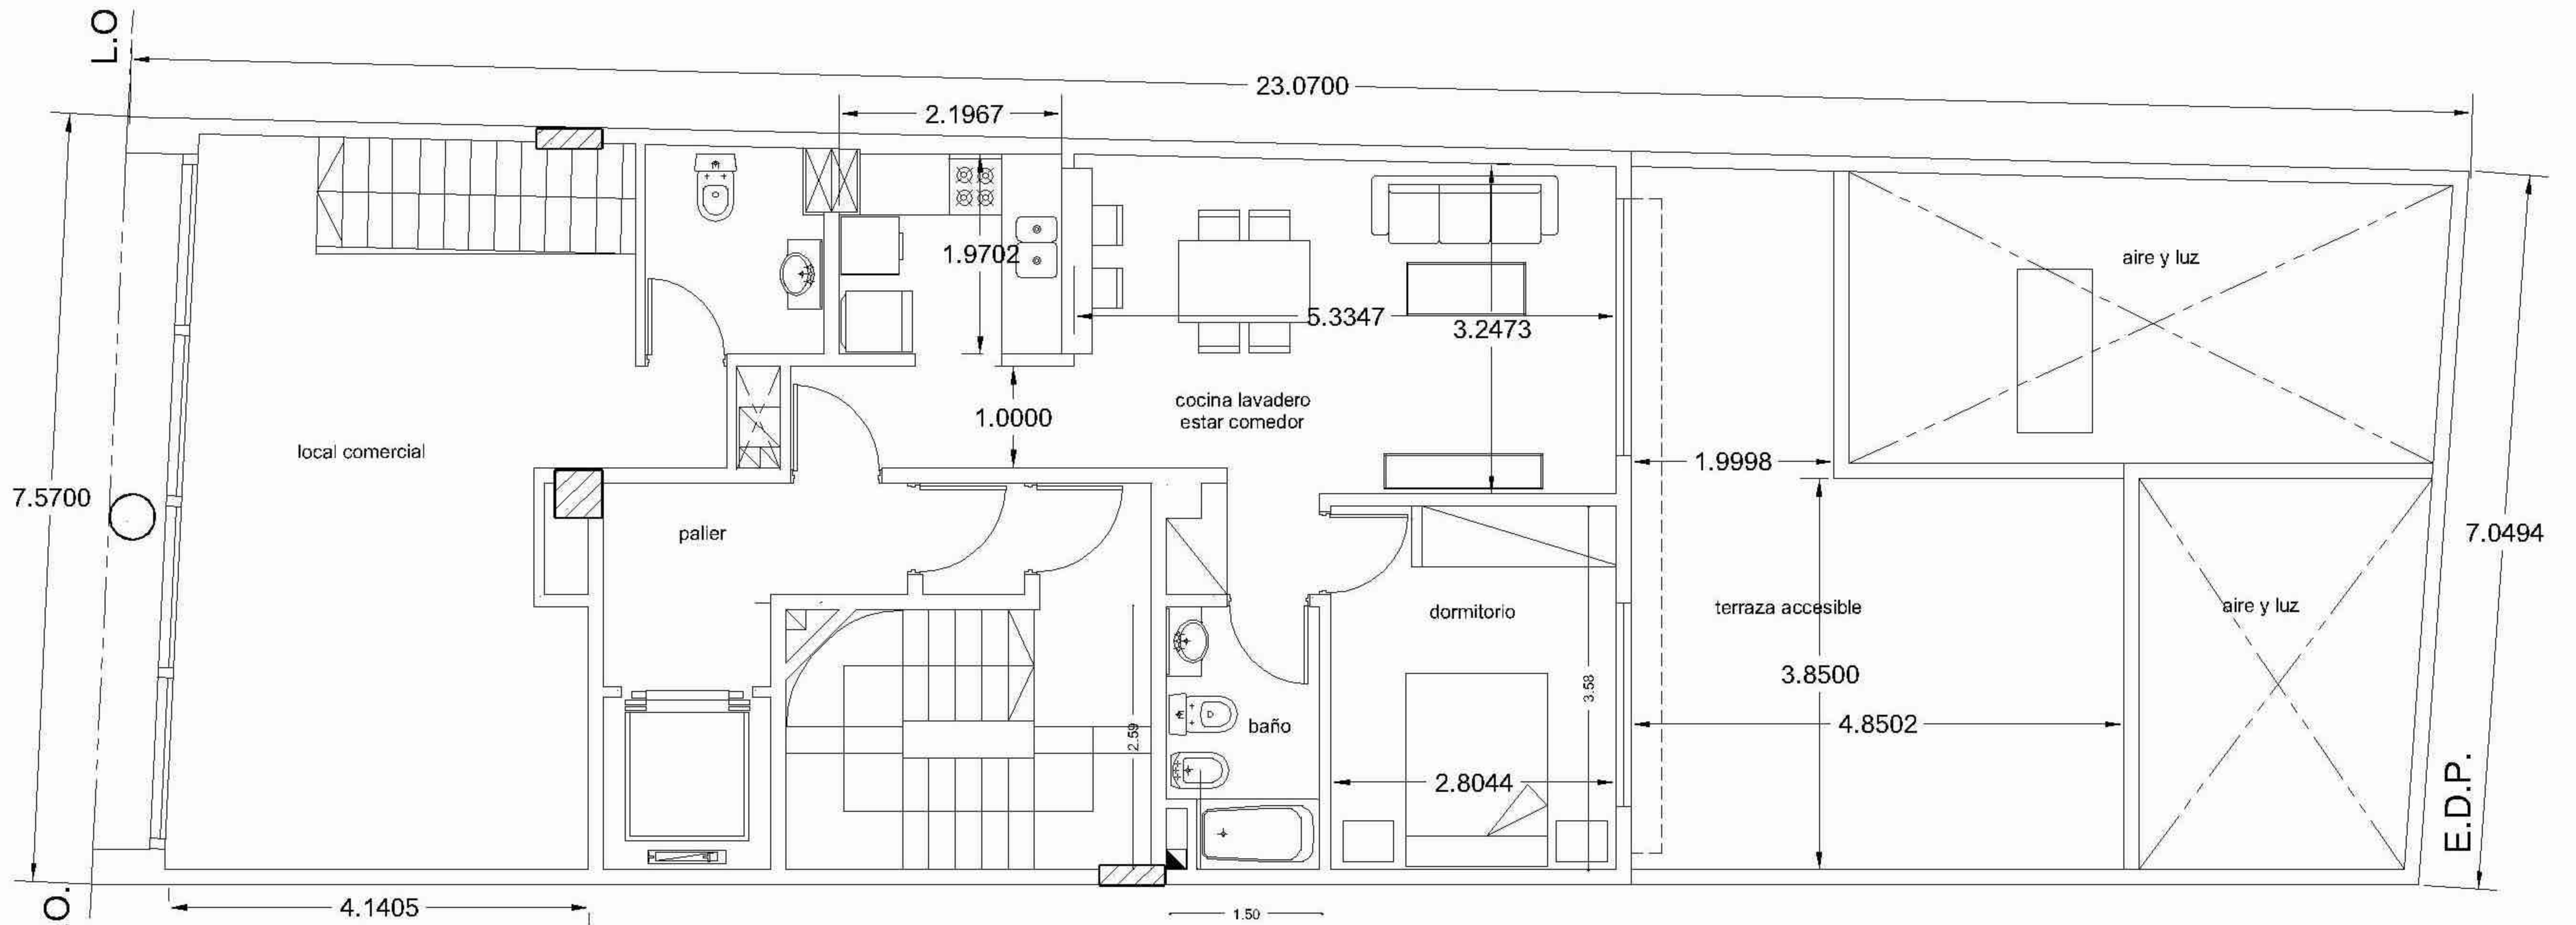 L.O
23.0700
2.1967
1.9702
aire y luz
5.3347
3.2473
cocina lavadero
estar comedor
1.0000
local comercial
1.9998
7.5700
palier
7.0494
dormitorio
terraza accesible
aire y luz
3.8500
3.58
baño
4.8502
2.59
2.8044
E.D.P.
O.
4.1405
1.50